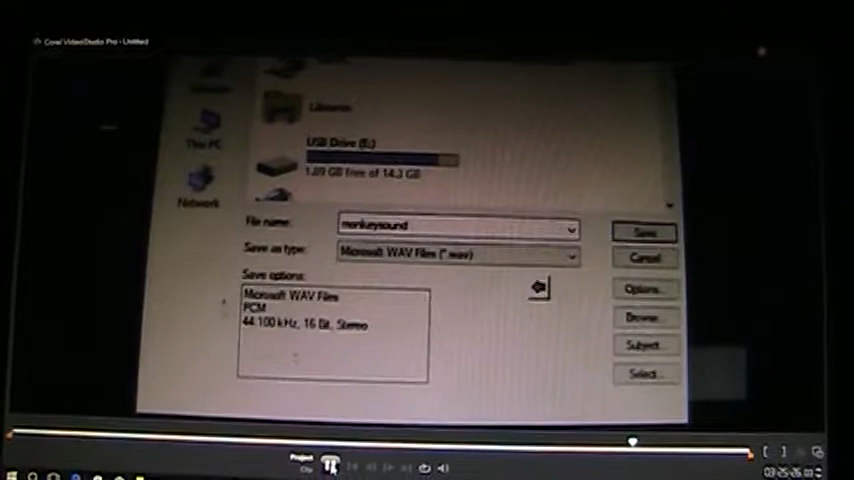 Corel VideoStudio Pro - Untitled
Libraries
USB Drive (E:)
1.89 GB free of 14.3 GB
This PC
Network
File name:
monkeysound
Save
Save as type:
Microsoft WAV Files (*.wav)
Cancel
Save options:
Microsoft WAV Files
PCM
44.100 kHz, 16 Bit, Stereo
Options...
Browse...
Subject...
Select...
Project
Clip